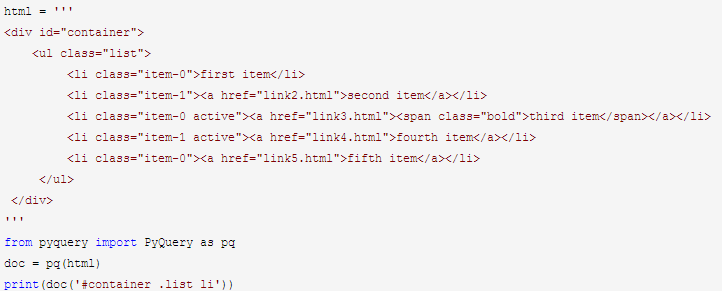 html = '''
<div id="container">
    <ul class="list">
         <li class="item-0">first item</li>
         <li class="item-1"><a href="link2.html">second item</a></li>
         <li class="item-0 active"><a href="link3.html"><span class="bold">third item</span></a></li>
         <li class="item-1 active"><a href="link4.html">fourth item</a></li>
         <li class="item-0"><a href="link5.html">fifth item</a></li>
     </ul>
 </div>
'''
from pyquery import PyQuery as pq
doc = pq(html)
print(doc('#container .list li'))